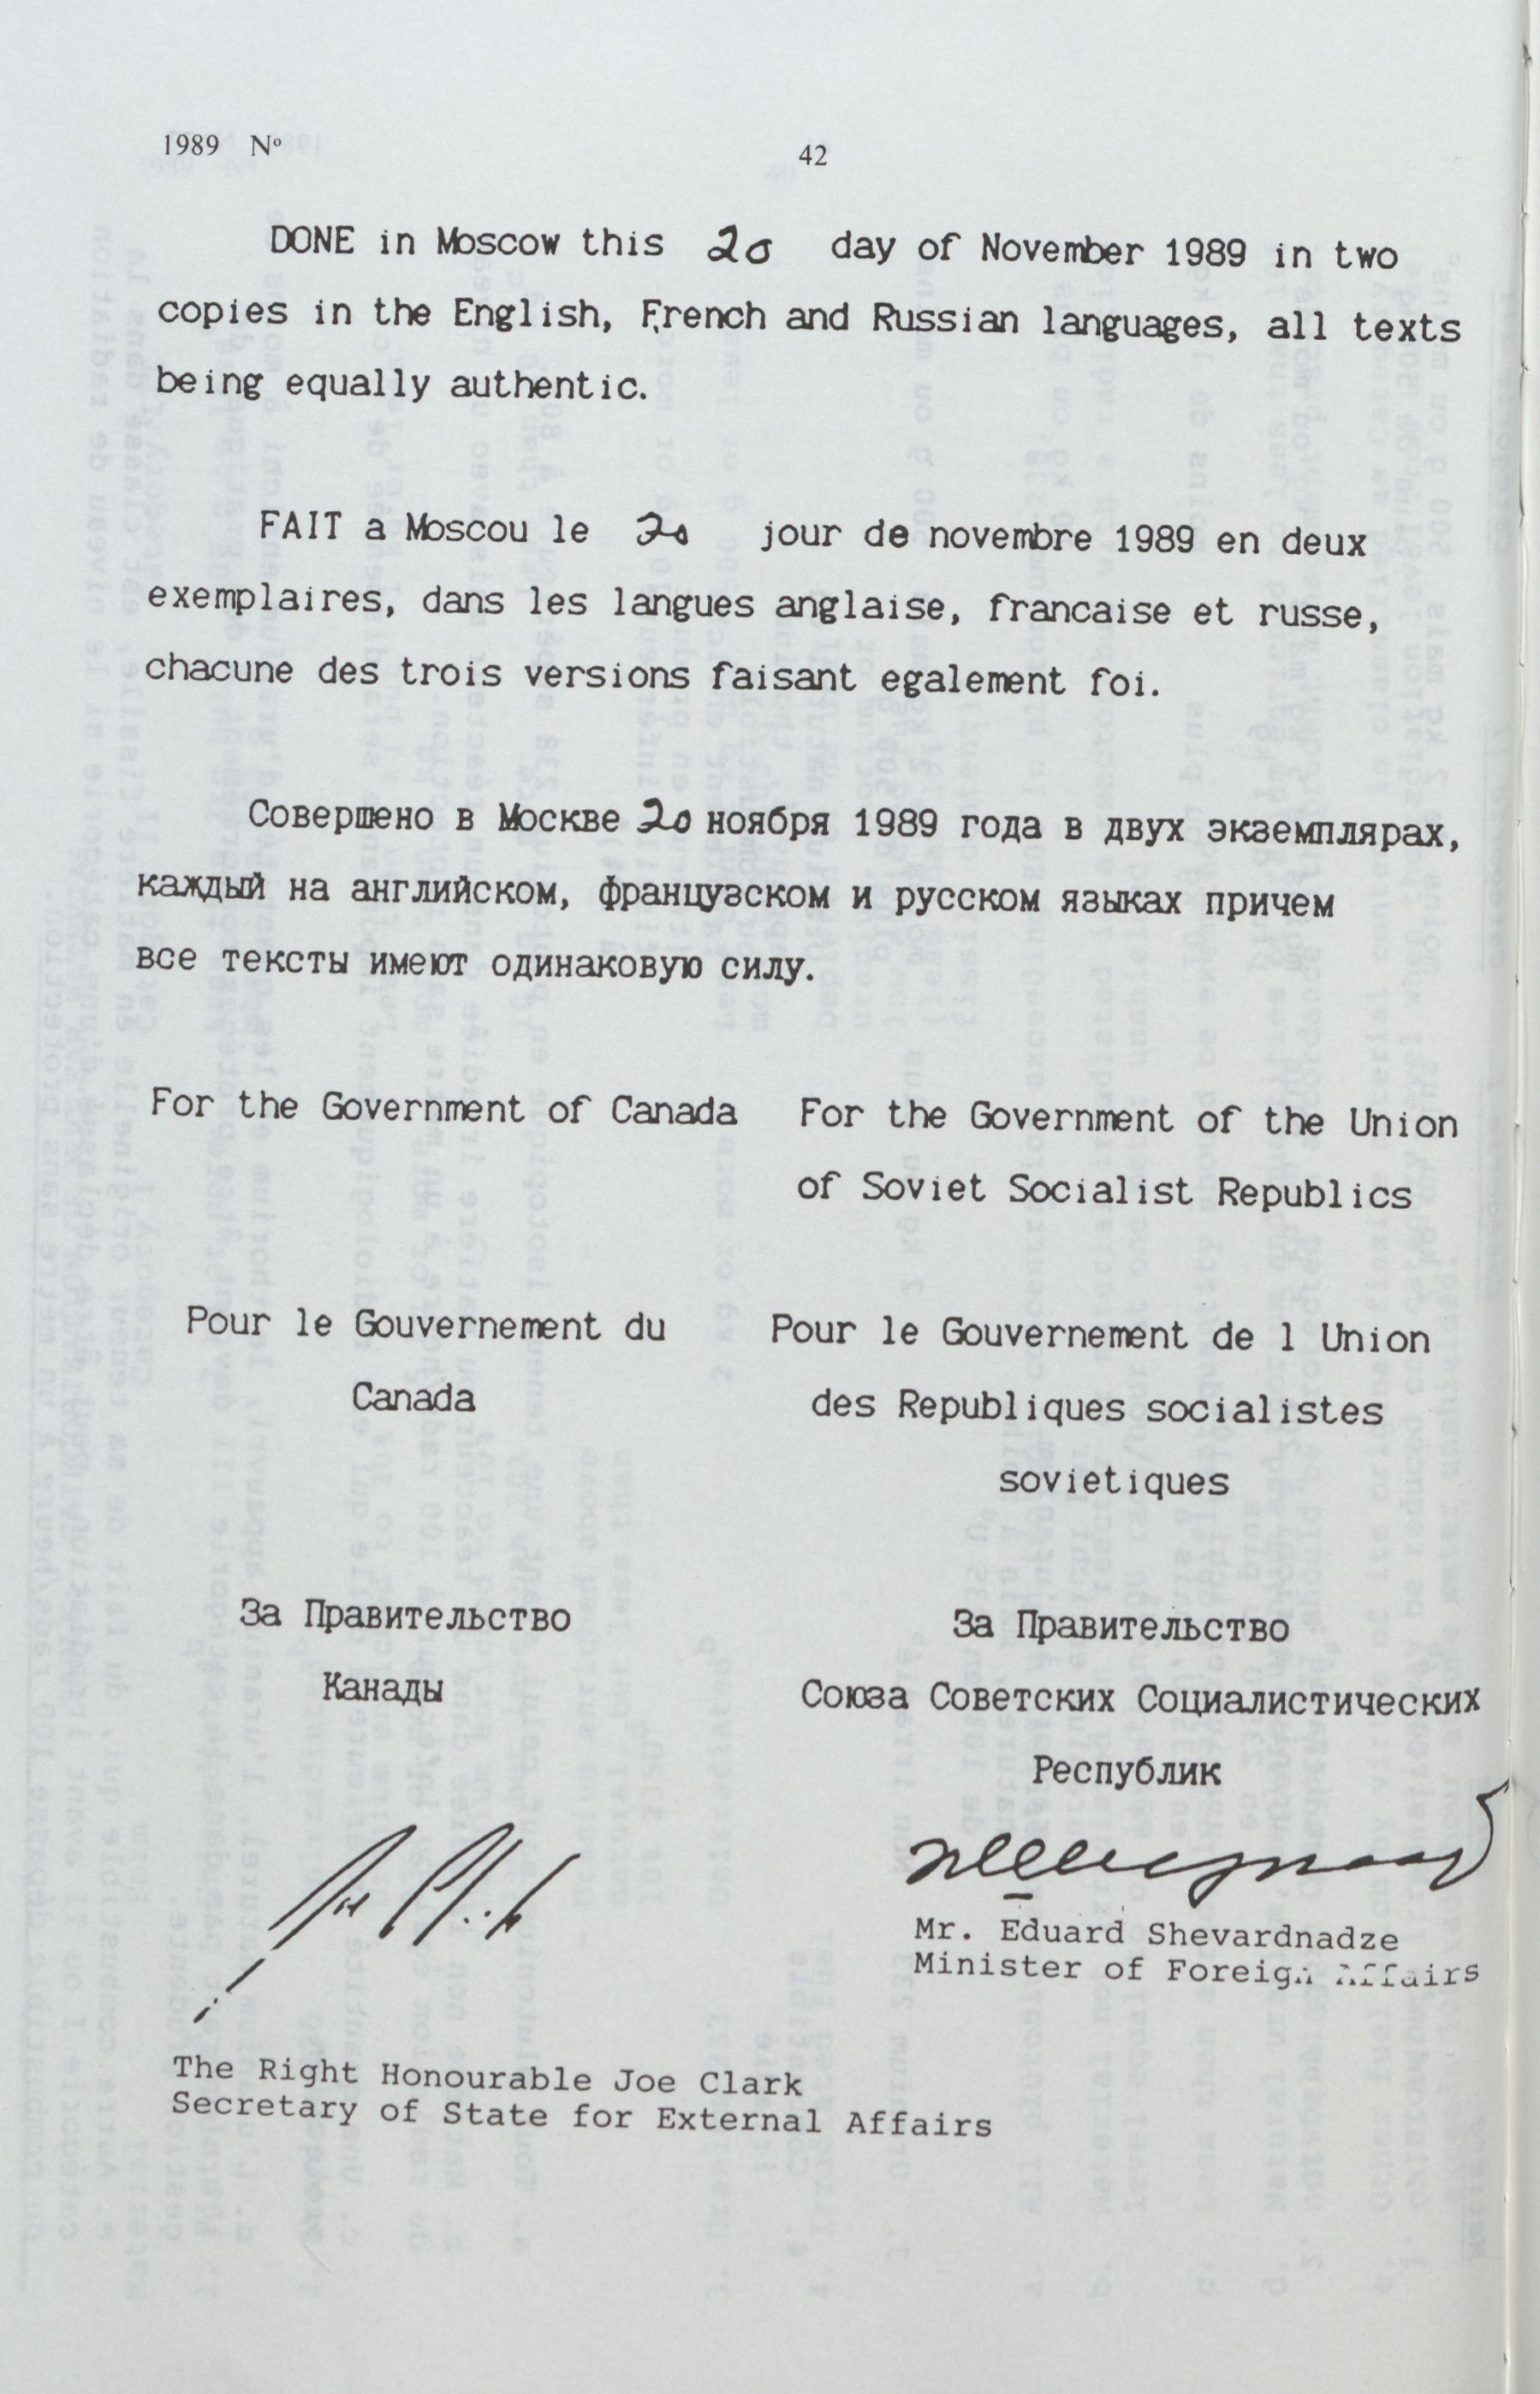 1989 Nº
42
DONE in Moscow this 20 day of November 1989 in two
copies in the English, French and Russian languages, all texts
being equally authentic.
FAIT a Moscou le 20 jour de novembre 1989 en deux
exemplaires, dans les langues anglaise, francaise et russe,
chacune des trois versions faisant egalement foi.
Совершено в Москве 20 ноября 1989 года в двух экземплярах,
каждый на английском, французском и русском языках причем
все тексты имеют одинаковую силу.
For the Government of Canada
For the Government of the Union
of Soviet Socialist Republics
Pour le Gouvernement du
Canada
Pour le Gouvernement de l Union
des Republiques socialistes
sovietiques
За Правительство
Канады
За Правительство
Союза Советских Социалистических
Республик
Mr. Eduard Shevardnadze
Minister of Foreign Affairs
The Right Honourable Joe Clark
Secretary of State for External Affairs